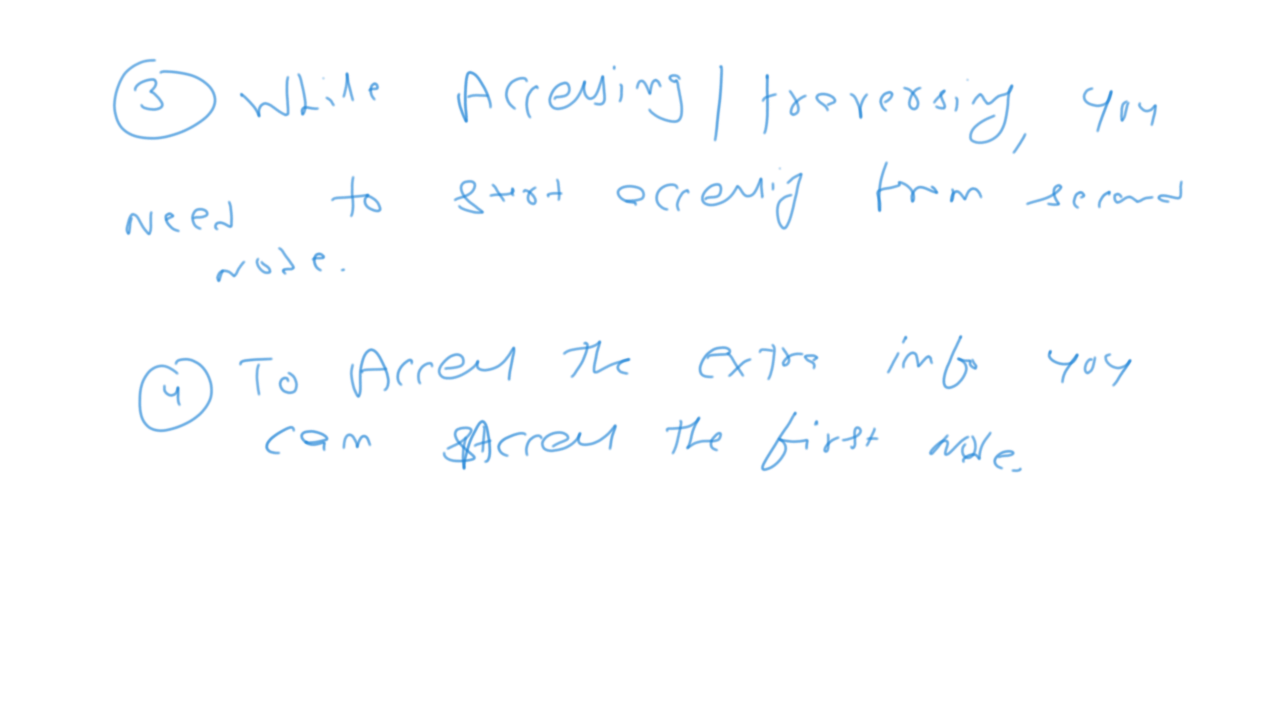 ③ While Accessing / traversing, you
need to start accessing from second
node.
④ To Access the extra info you
can Access the first node.